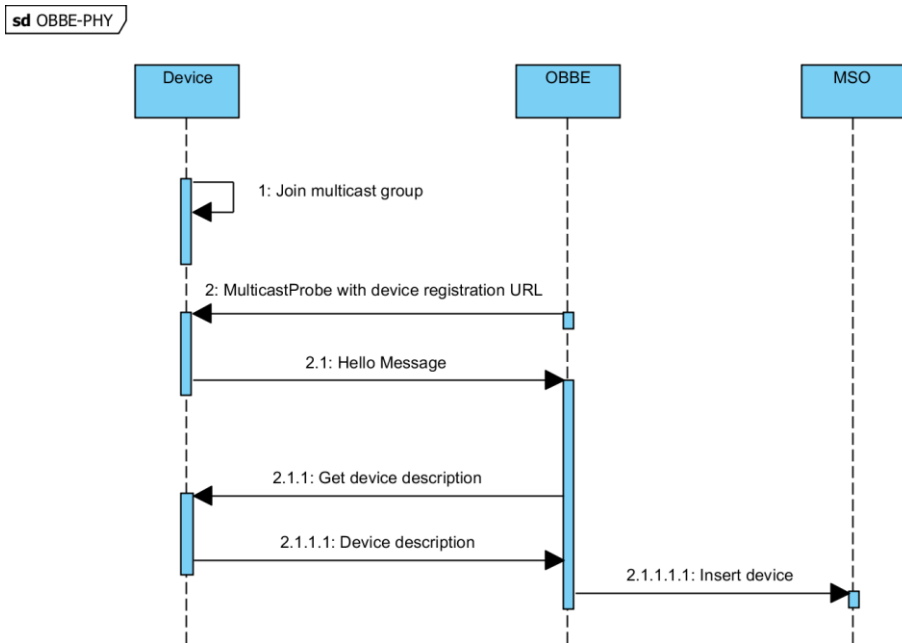 sd OBBE-PHY
Device
OBBE
MSO
1: Join multicast group
2: MulticastProbe with device registration URL
2.1: Hello Message
2.1.1: Get device description
2.1.1.1: Device description
2.1.1.1.1: Insert device